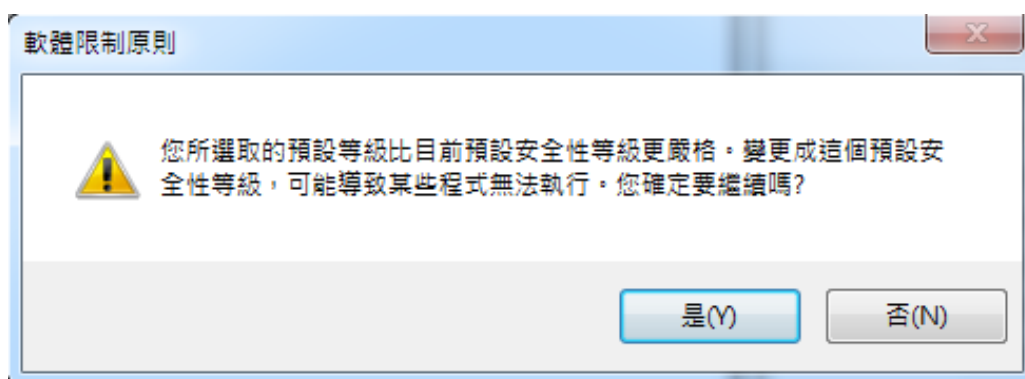 軟體限制原則
您所選取的預設等級比目前預設安全性等級更嚴格。變更成這個預設安
全性等級，可能導致某些程式無法執行。您確定要繼續嗎?
是(Y)
否(N)